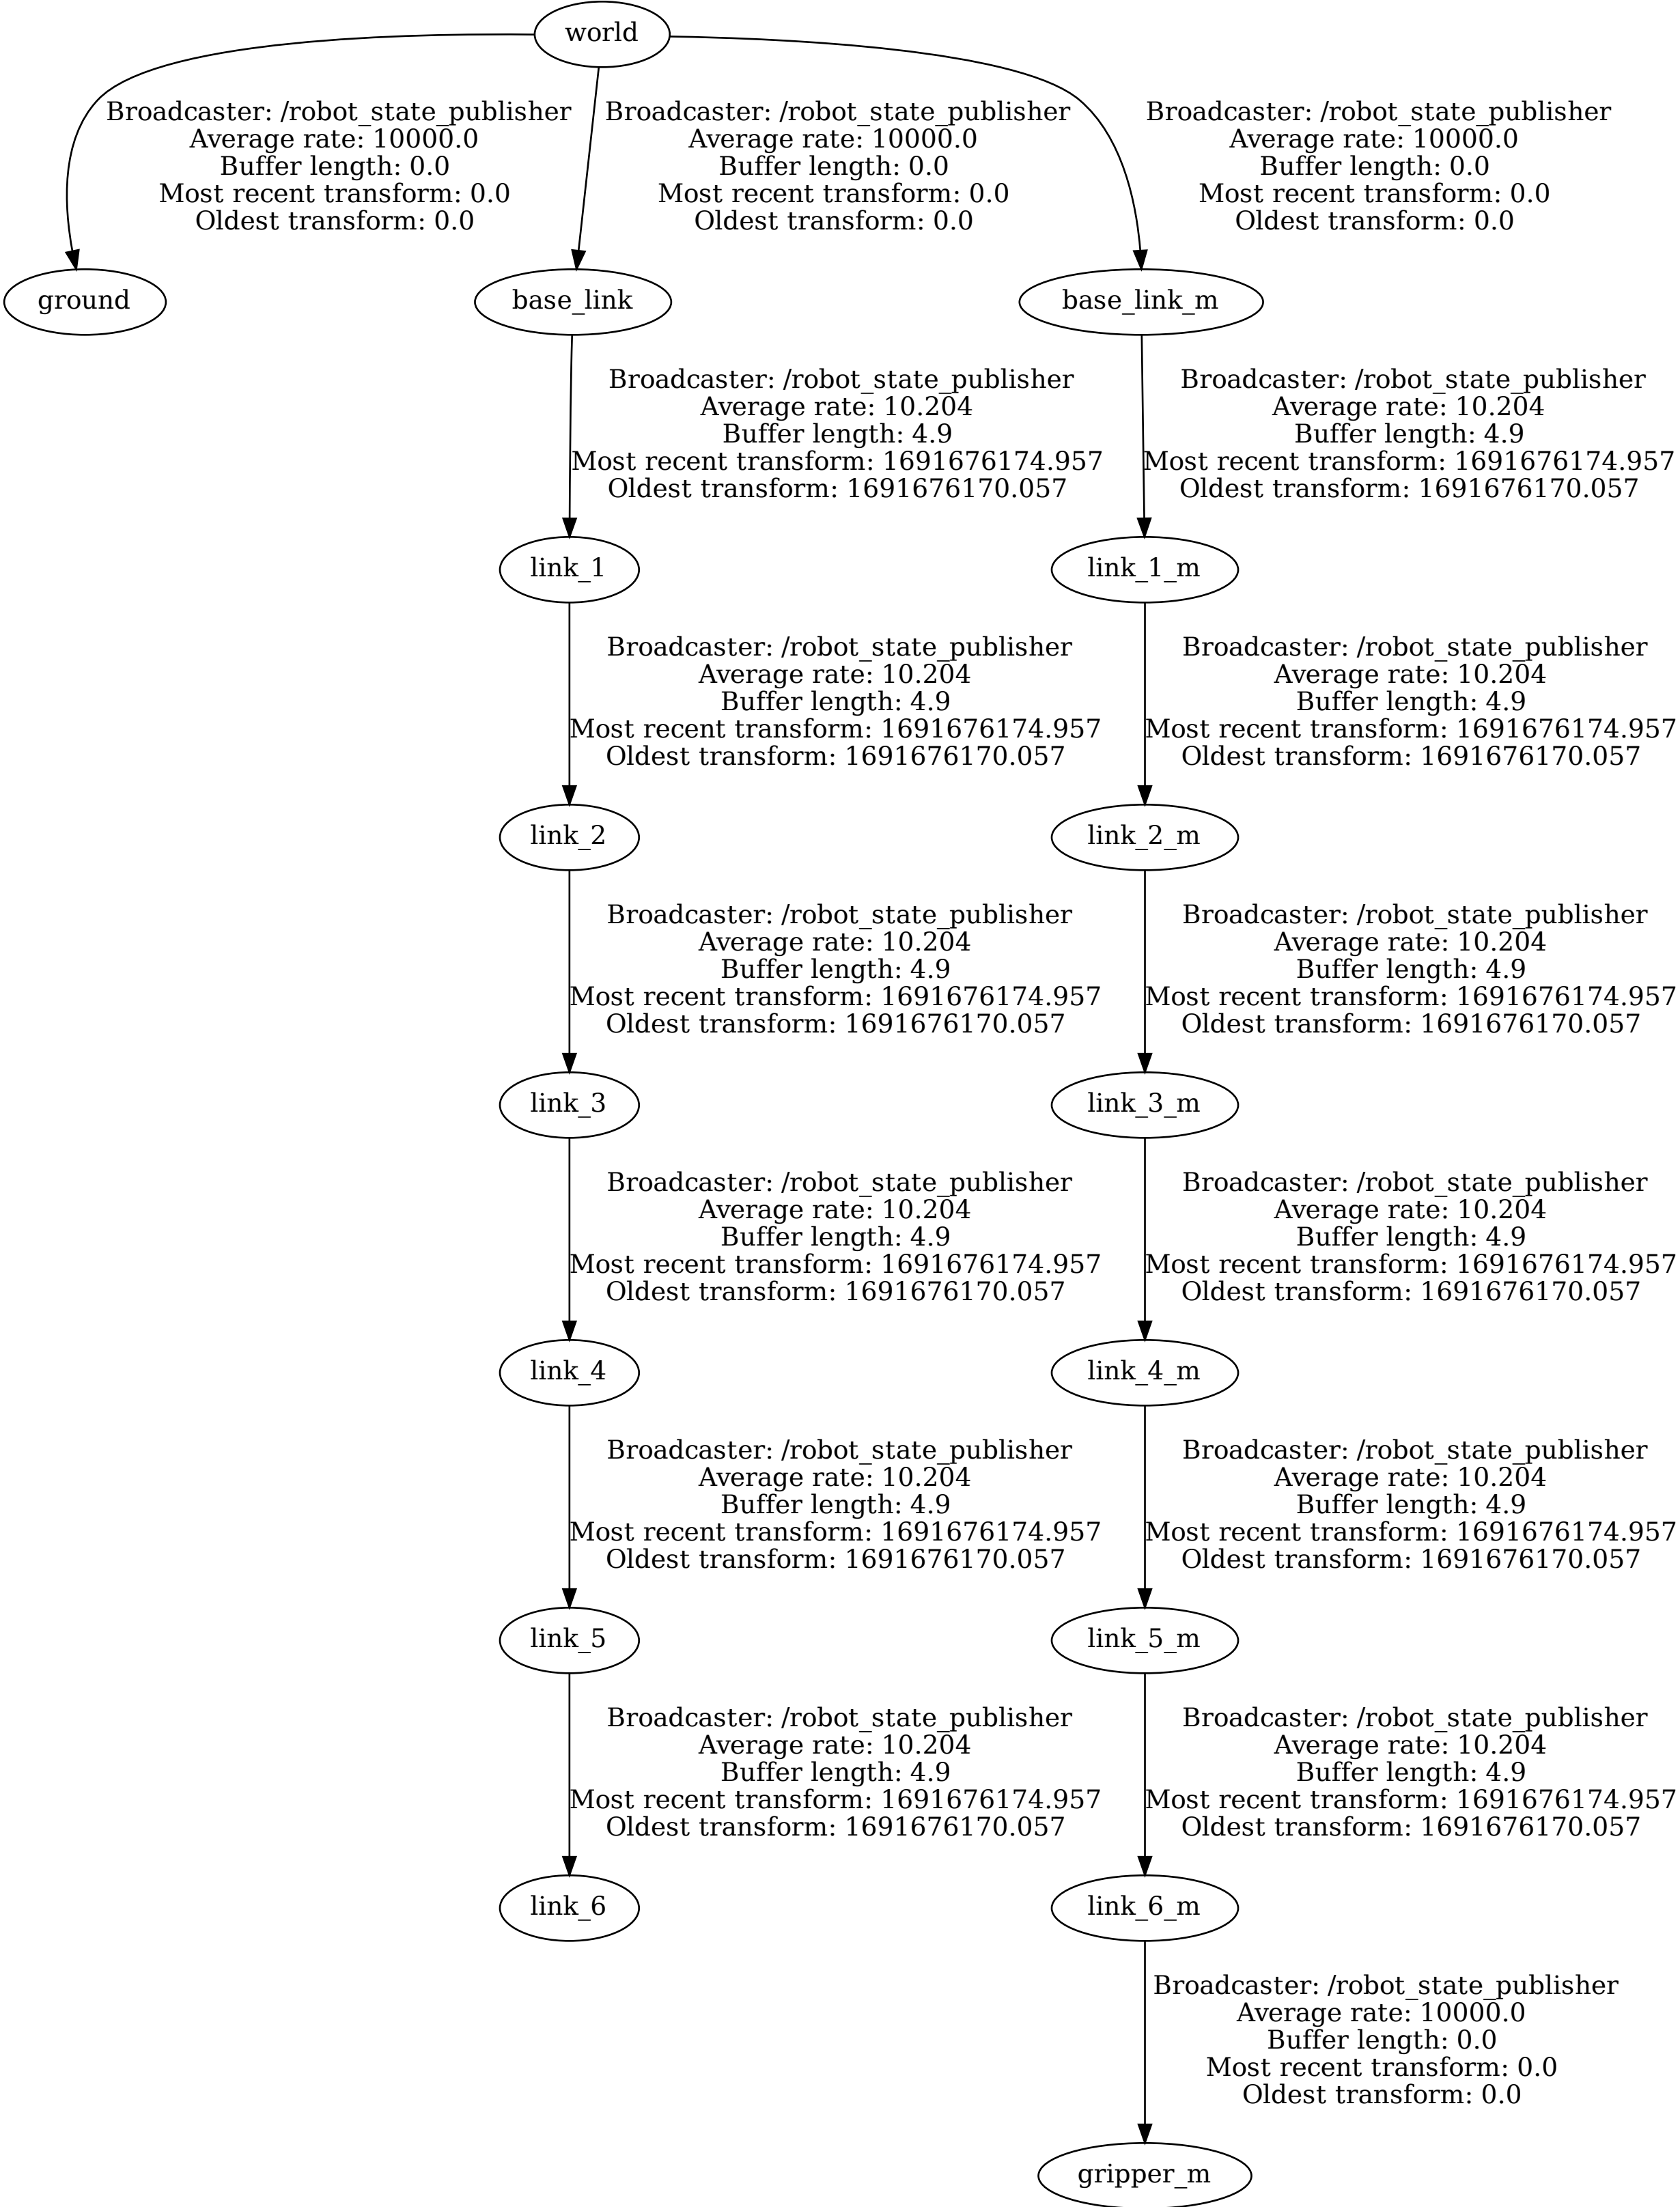 world
Broadcaster: /robot_state_publisher
Average rate: 10000.0
Buffer length: 0.0
Most recent transform: 0.0
Oldest transform: 0.0
Broadcaster: /robot_state_publisher
Average rate: 10000.0
Buffer length: 0.0
Most recent transform: 0.0
Oldest transform: 0.0
Broadcaster: /robot_state_publisher
Average rate: 10000.0
Buffer length: 0.0
Most recent transform: 0.0
Oldest transform: 0.0
ground
base_link
base_link_m
Broadcaster: /robot_state_publisher
Average rate: 10.204
Buffer length: 4.9
Most recent transform: 1691676174.957
Oldest transform: 1691676170.057
Broadcaster: /robot_state_publisher
Average rate: 10.204
Buffer length: 4.9
Most recent transform: 1691676174.957
Oldest transform: 1691676170.057
link_1
link_1_m
Broadcaster: /robot_state_publisher
Average rate: 10.204
Buffer length: 4.9
Most recent transform: 1691676174.957
Oldest transform: 1691676170.057
Broadcaster: /robot_state_publisher
Average rate: 10.204
Buffer length: 4.9
Most recent transform: 1691676174.957
Oldest transform: 1691676170.057
link_2
link_2_m
Broadcaster: /robot_state_publisher
Average rate: 10.204
Buffer length: 4.9
Most recent transform: 1691676174.957
Oldest transform: 1691676170.057
Broadcaster: /robot_state_publisher
Average rate: 10.204
Buffer length: 4.9
Most recent transform: 1691676174.957
Oldest transform: 1691676170.057
link_3
link_3_m
Broadcaster: /robot_state_publisher
Average rate: 10.204
Buffer length: 4.9
Most recent transform: 1691676174.957
Oldest transform: 1691676170.057
Broadcaster: /robot_state_publisher
Average rate: 10.204
Buffer length: 4.9
Most recent transform: 1691676174.957
Oldest transform: 1691676170.057
link_4
link_4_m
Broadcaster: /robot_state_publisher
Average rate: 10.204
Buffer length: 4.9
Most recent transform: 1691676174.957
Oldest transform: 1691676170.057
Broadcaster: /robot_state_publisher
Average rate: 10.204
Buffer length: 4.9
Most recent transform: 1691676174.957
Oldest transform: 1691676170.057
link_5
link_5_m
Broadcaster: /robot_state_publisher
Average rate: 10.204
Buffer length: 4.9
Most recent transform: 1691676174.957
Oldest transform: 1691676170.057
Broadcaster: /robot_state_publisher
Average rate: 10.204
Buffer length: 4.9
Most recent transform: 1691676174.957
Oldest transform: 1691676170.057
link_6
link_6_m
Broadcaster: /robot_state_publisher
Average rate: 10000.0
Buffer length: 0.0
Most recent transform: 0.0
Oldest transform: 0.0
gripper_m